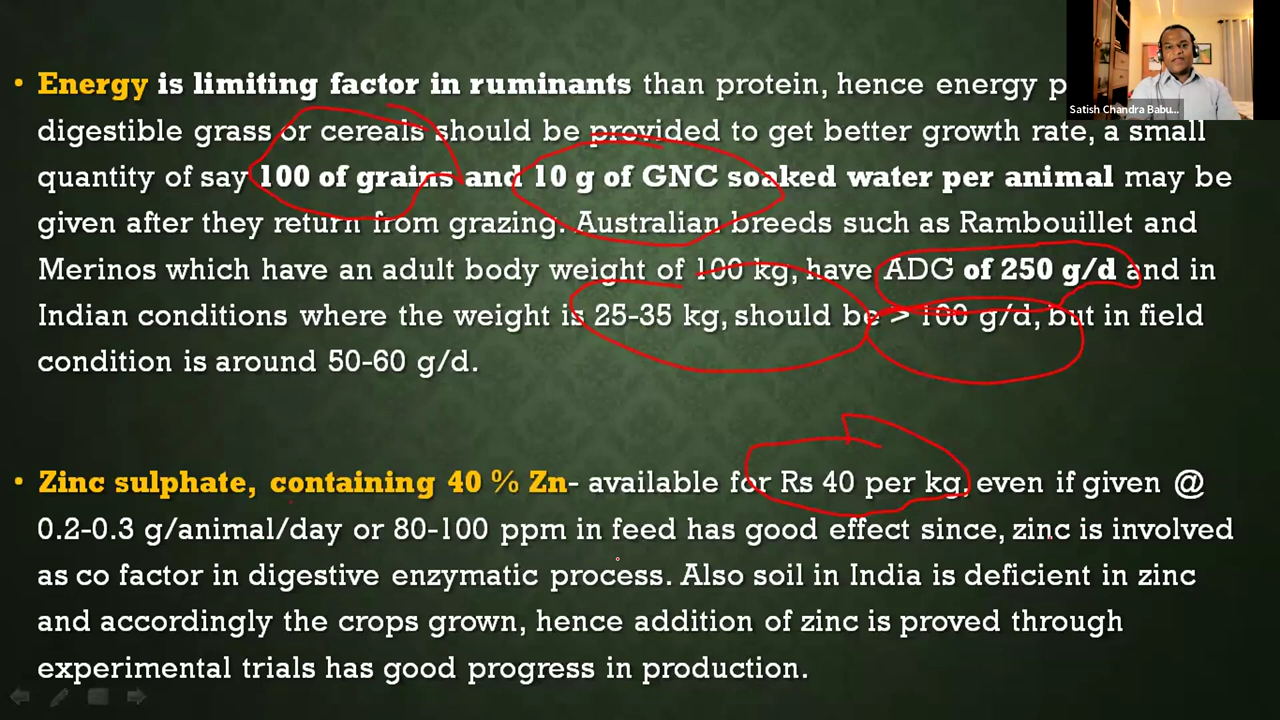 • Energy is limiting factor in ruminants than protein, hence energy p
digestible grass or cereals should be provided to get better growth rate, a small
quantity of say 100 of grains and 10 g of GNC soaked water per animal may be
given after they return from grazing. Australian breeds such as Rambouillet and
Merinos which have an adult body weight of 100 kg, have ADG of 250 g/d and in
Indian conditions where the weight is 25-35 kg, should be > 100 g/d, but in field
condition is around 50-60 g/d.
• Zinc sulphate, containing 40 % Zn- available for Rs 40 per kg, even if given @
0.2-0.3 g/animal/day or 80-100 ppm in feed has good effect since, zinc is involved
as co factor in digestive enzymatic process. Also soil in India is deficient in zinc
and accordingly the crops grown, hence addition of zinc is proved through
experimental trials has good progress in production.
Satish Chandra Babu...